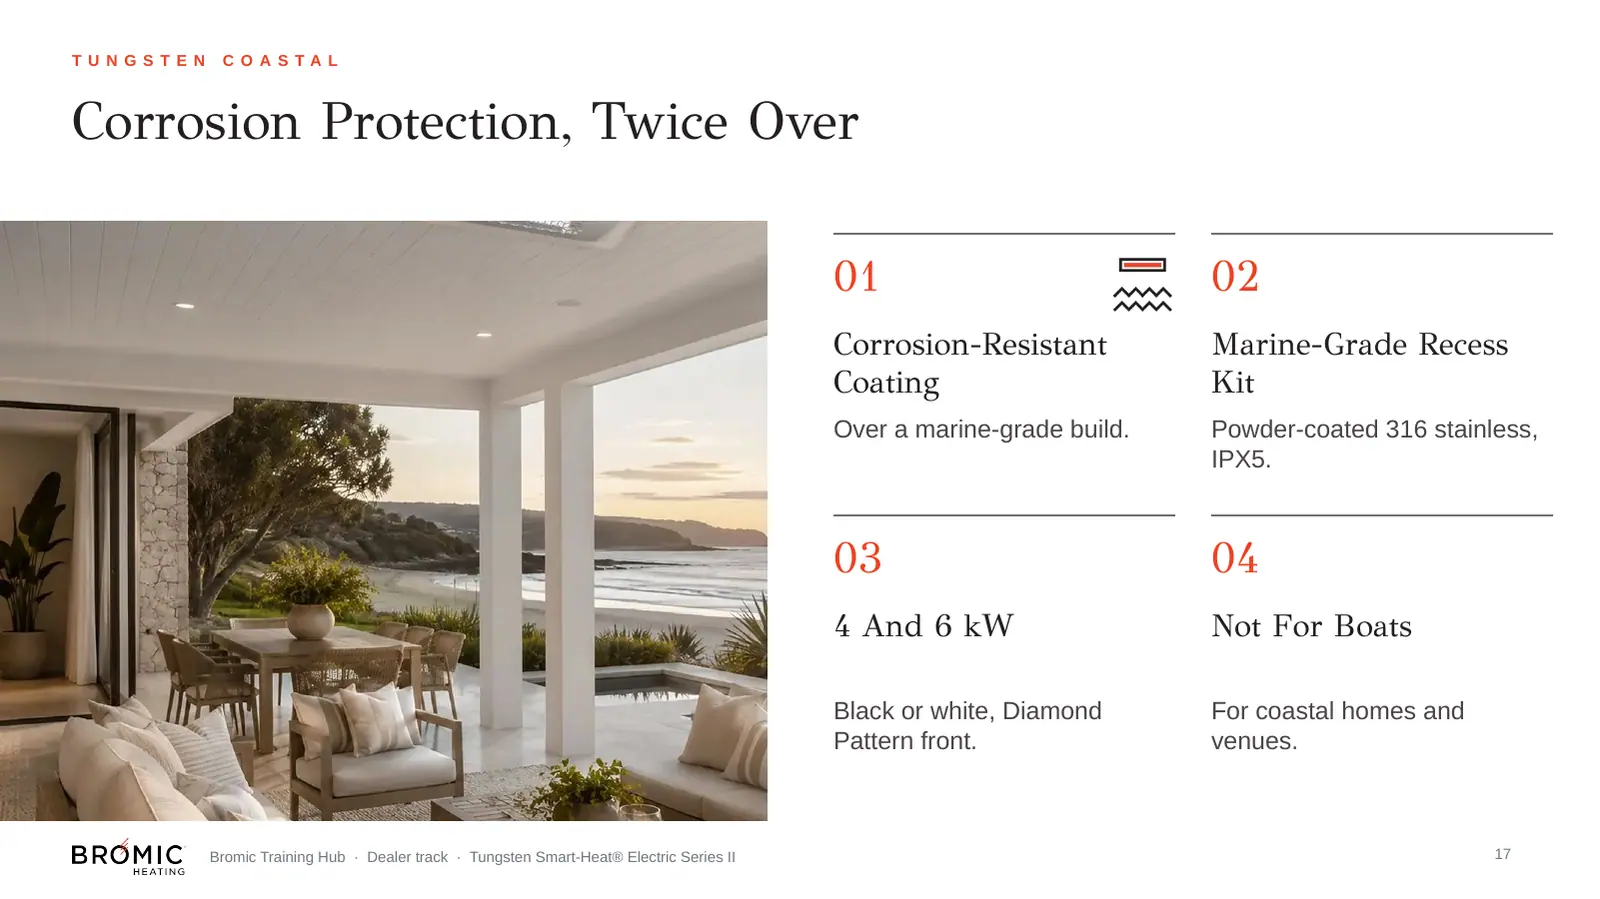 TUNGSTEN COASTAL
Corrosion Protection, Twice Over
01
Corrosion-Resistant
Coating
Over a marine-grade build.
02
Marine-Grade Recess
Kit
Powder-coated 316 stainless,
IPX5.
03
4 And 6 kW
Black or white, Diamond
Pattern front.
04
Not For Boats
For coastal homes and
venues.
BROMIC
HEATING
Bromic Training Hub · Dealer track · Tungsten Smart-Heat® Electric Series II
17